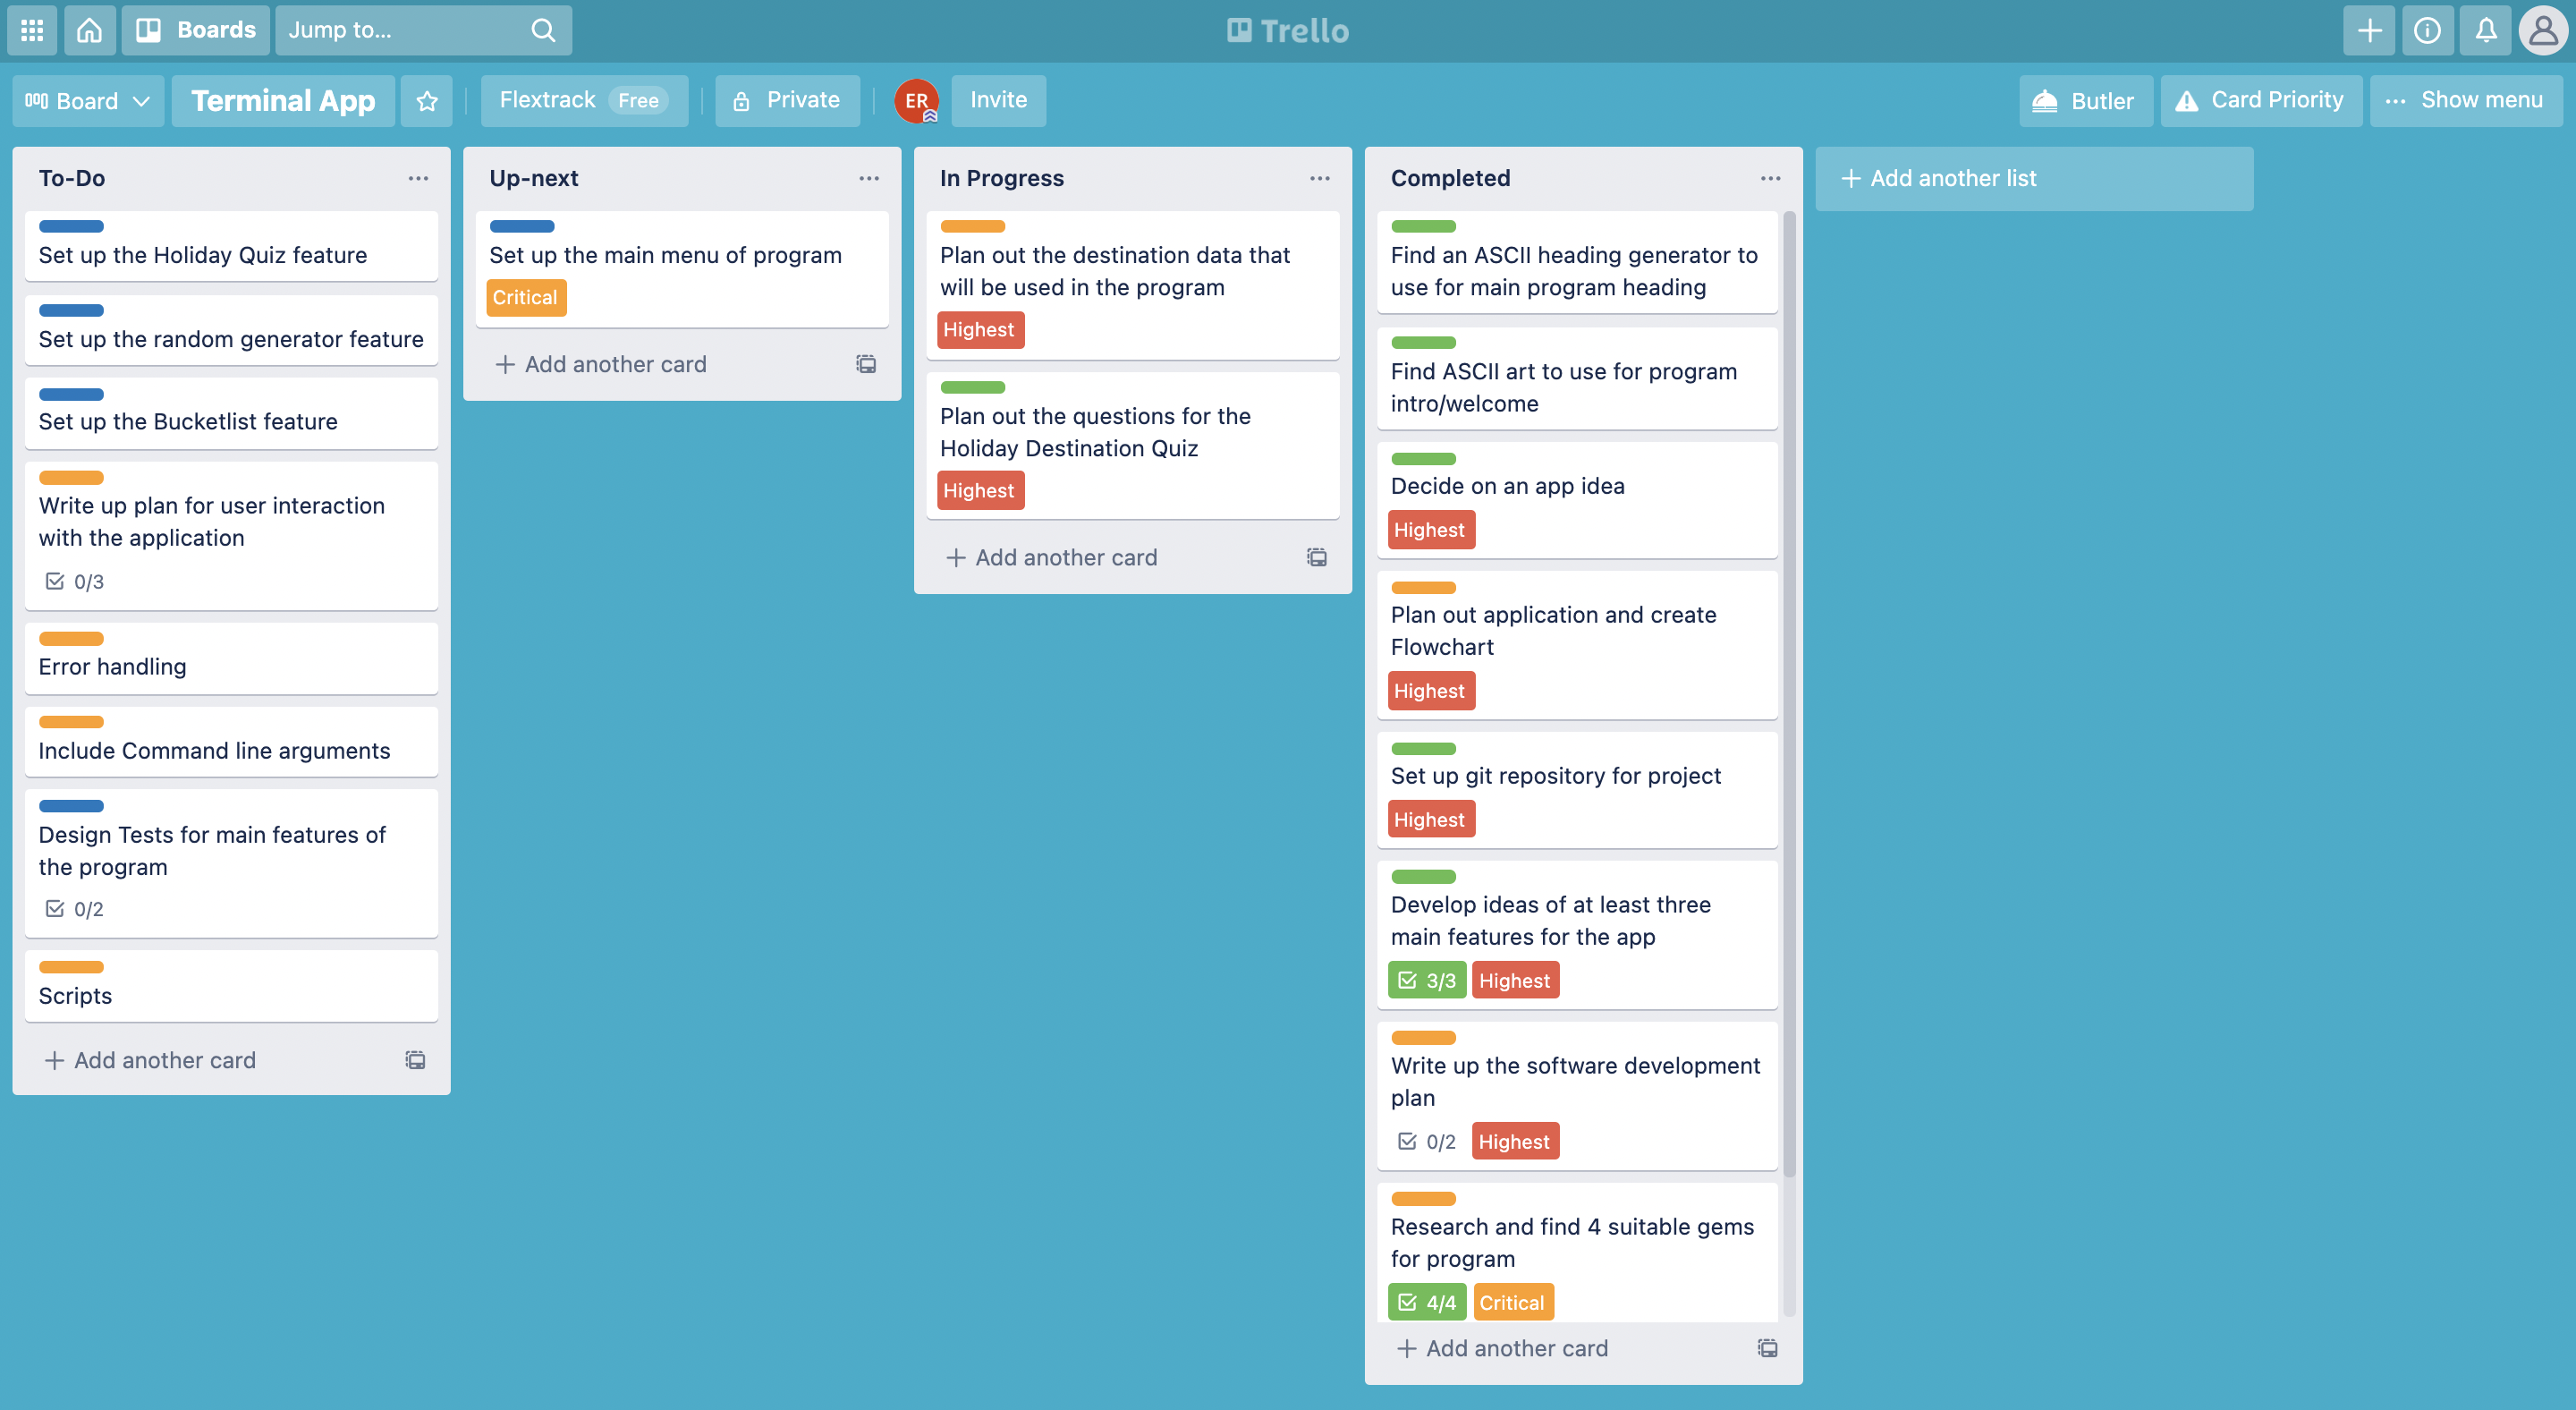 Boards
Jump to...
Trello
Board
Terminal App
Flextrack Free
Private
ER
Invite
Butler
Card Priority
Show menu
To-Do
Set up the Holiday Quiz feature
Set up the random generator feature
Set up the Bucketlist feature
Write up plan for user interaction
with the application
0/3
Error handling
Include Command line arguments
Design Tests for main features of
the program
0/2
Scripts
Add another card
Up-next
Set up the main menu of program
Critical
Add another card
In Progress
Plan out the destination data that
will be used in the program
Highest
Plan out the questions for the
Holiday Destination Quiz
Highest
Add another card
Completed
Find an ASCII heading generator to
use for main program heading
Find ASCII art to use for program
intro/welcome
Decide on an app idea
Highest
Plan out application and create
Flowchart
Highest
Set up git repository for project
Highest
Develop ideas of at least three
main features for the app
3/3 Highest
Write up the software development
plan
0/2 Highest
Research and find 4 suitable gems
for program
4/4 Critical
Add another card
Add another list